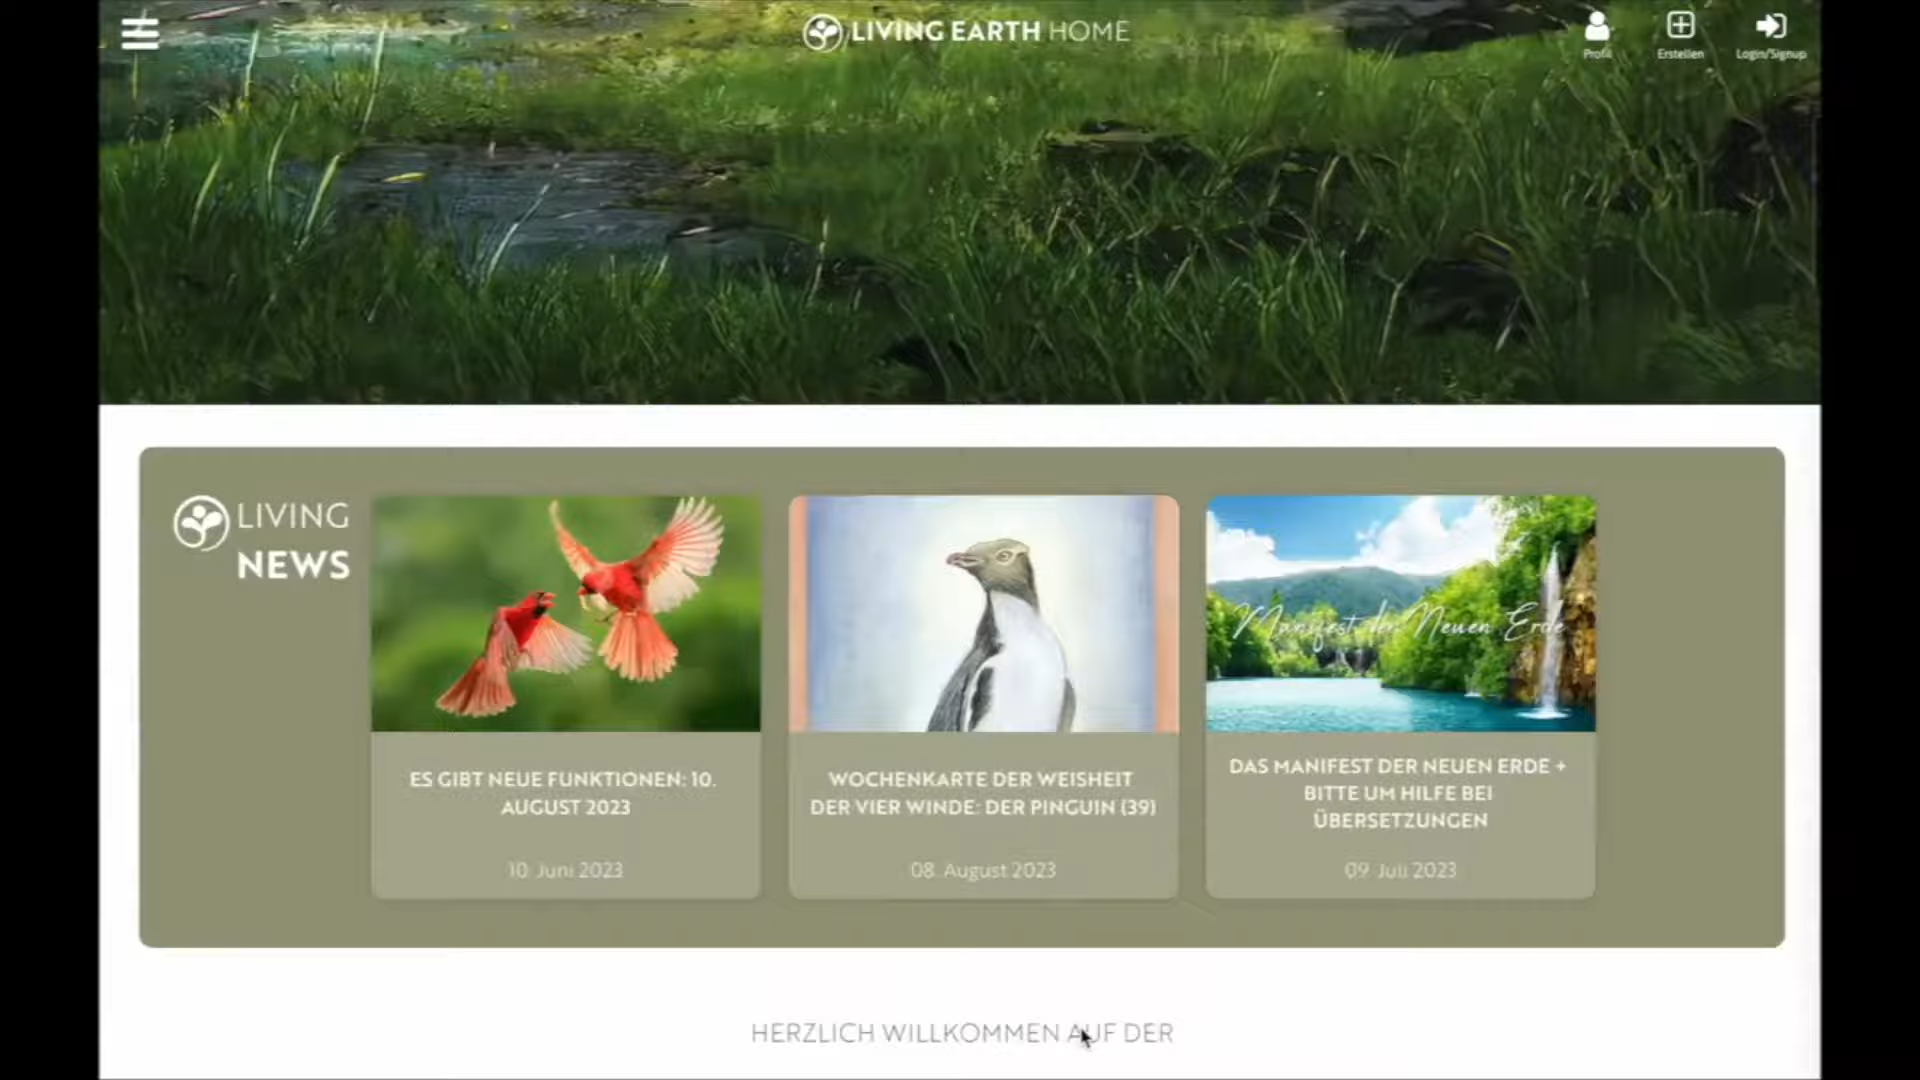 LIVING EARTH HOME
Profil
Erstellen
Login/Signup
LIVING
NEWS
Manifest der Neuen Erde
ES GIBT NEUE FUNKTIONEN: 10.
AUGUST 2023
10. Juni 2023
WOCHENKARTE DER WEISHEIT
DER VIER WINDE: DER PINGUIN (39)
08. August 2023
DAS MANIFEST DER NEUEN ERDE +
BITTE UM HILFE BEI
ÜBERSETZUNGEN
09. Juli 2023
HERZLICH WILLKOMMEN AUF DER